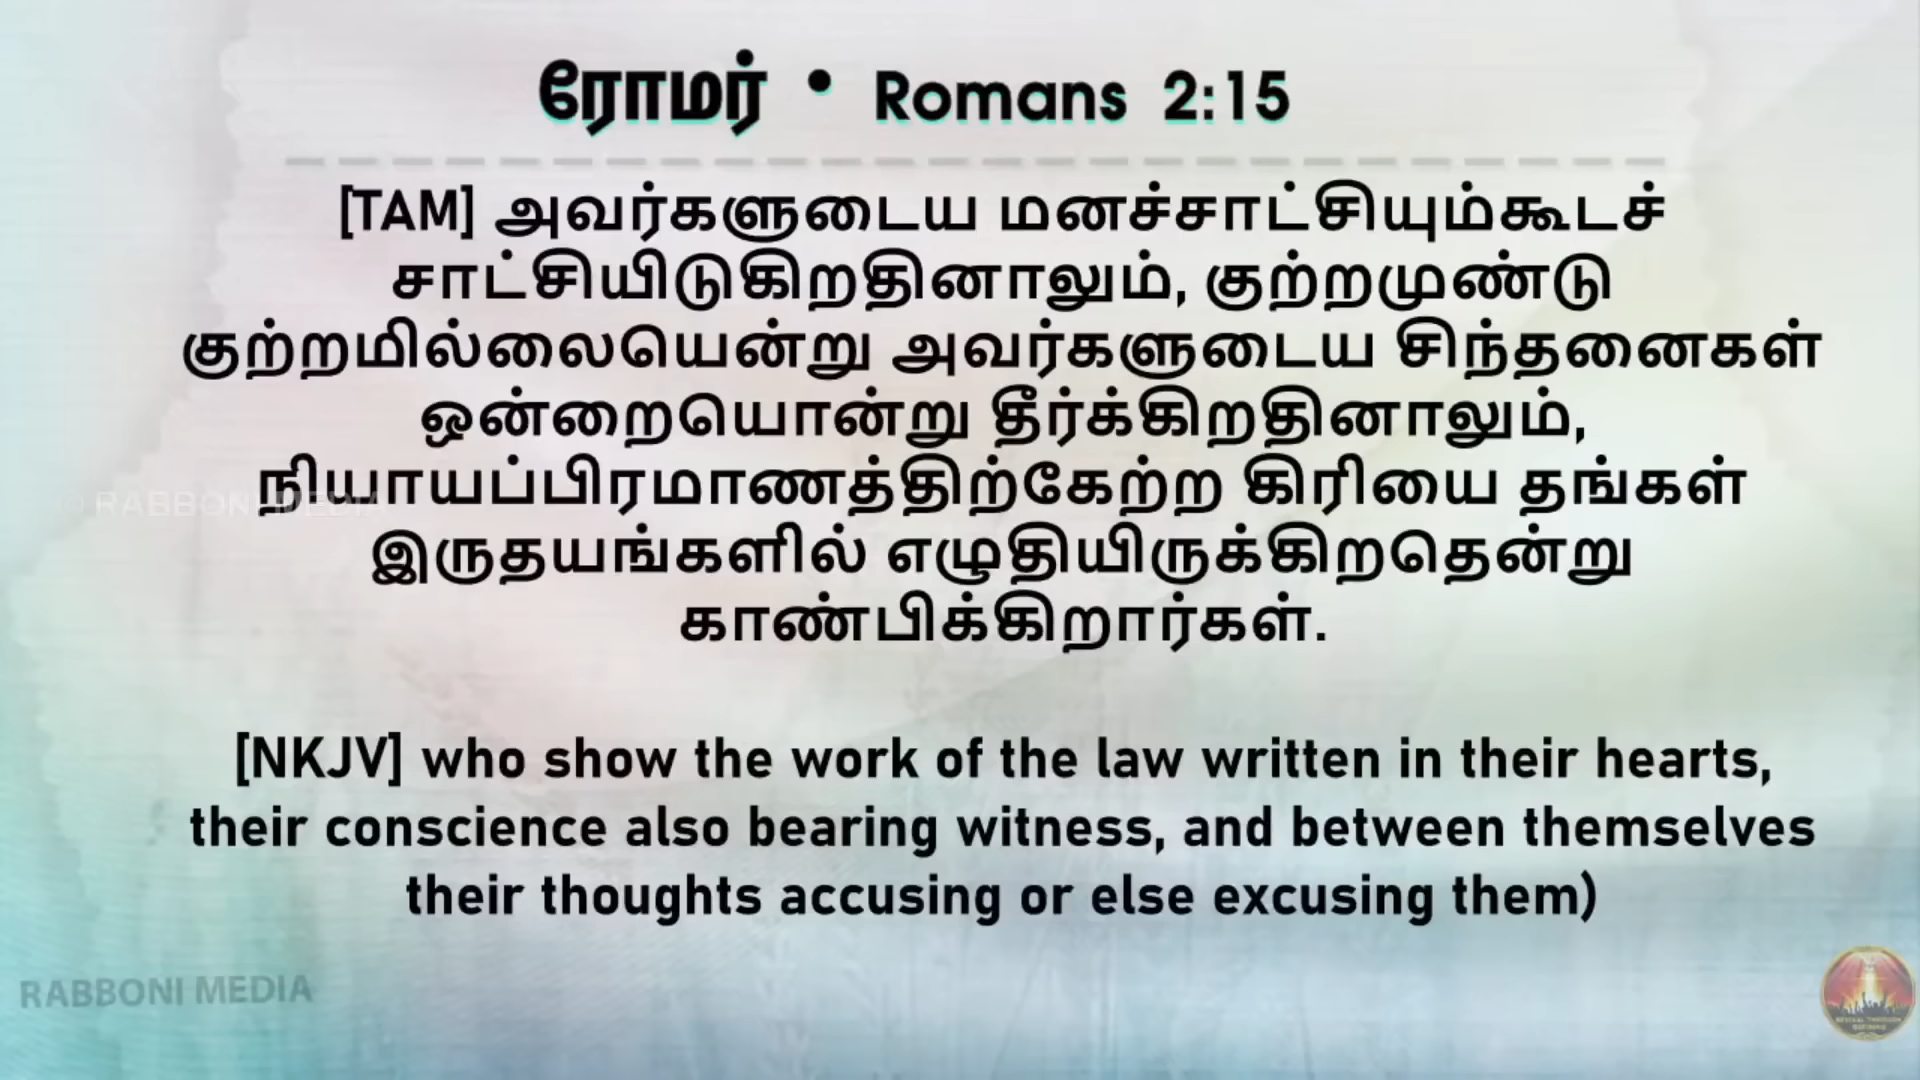 ரோமர் • Romans 2:15
[TAM] அவர்களுடைய மனச்சாட்சியும்கூடச்
சாட்சியிடுகிறதினாலும், குற்றமுண்டு
குற்றமில்லையென்று அவர்களுடைய சிந்தனைகள்
ஒன்றையொன்று தீர்க்கிறதினாலும்,
நியாயப்பிரமாணத்திற்கேற்ற கிரியை தங்கள்
© RABBONI MEDIA
இருதயங்களில் எழுதியிருக்கிறதென்று
காண்பிக்கிறார்கள்.
[NKJV] who show the work of the law written in their hearts,
their conscience also bearing witness, and between themselves
their thoughts accusing or else excusing them)
RABBONI MEDIA